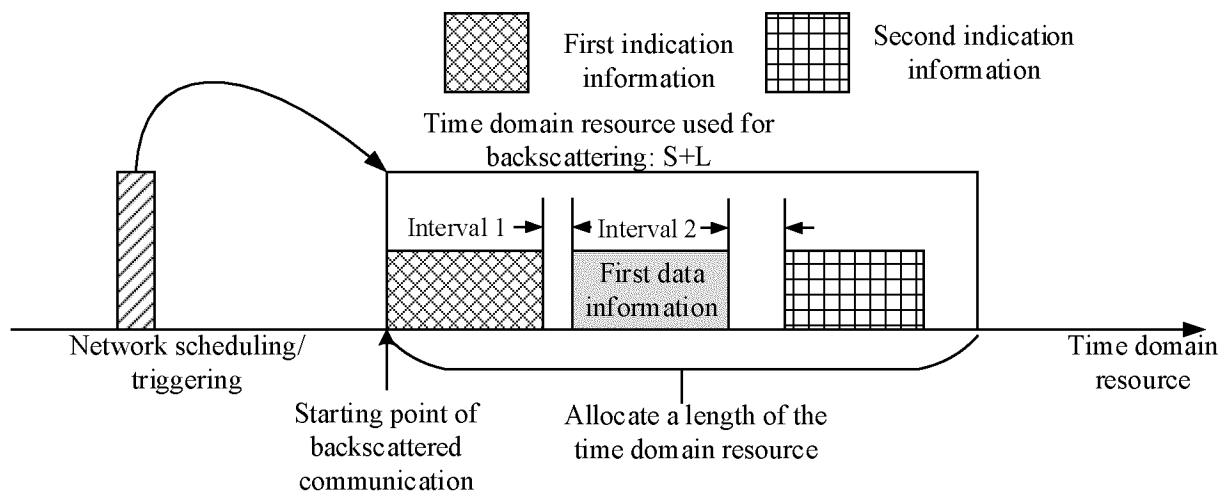 First indication
information
Second indication
information
Time domain resource used for
backscattering: S+L
Interval 1
Interval 2
First data
information
Network scheduling/
triggering
Time domain
resource
Starting point of
backscattered
communication
Allocate a length of the
time domain resource